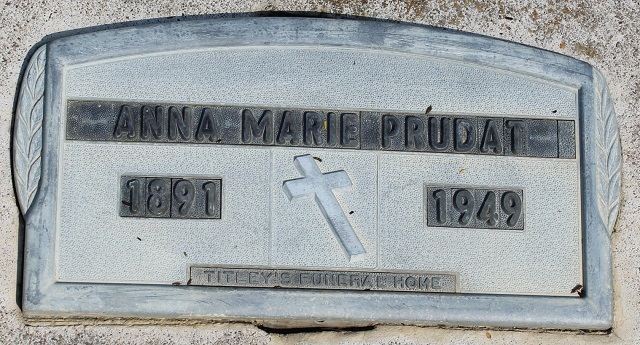 ANNA MARIE PRUDAT
1891
1949
TITLEY'S FUNERAL HOME